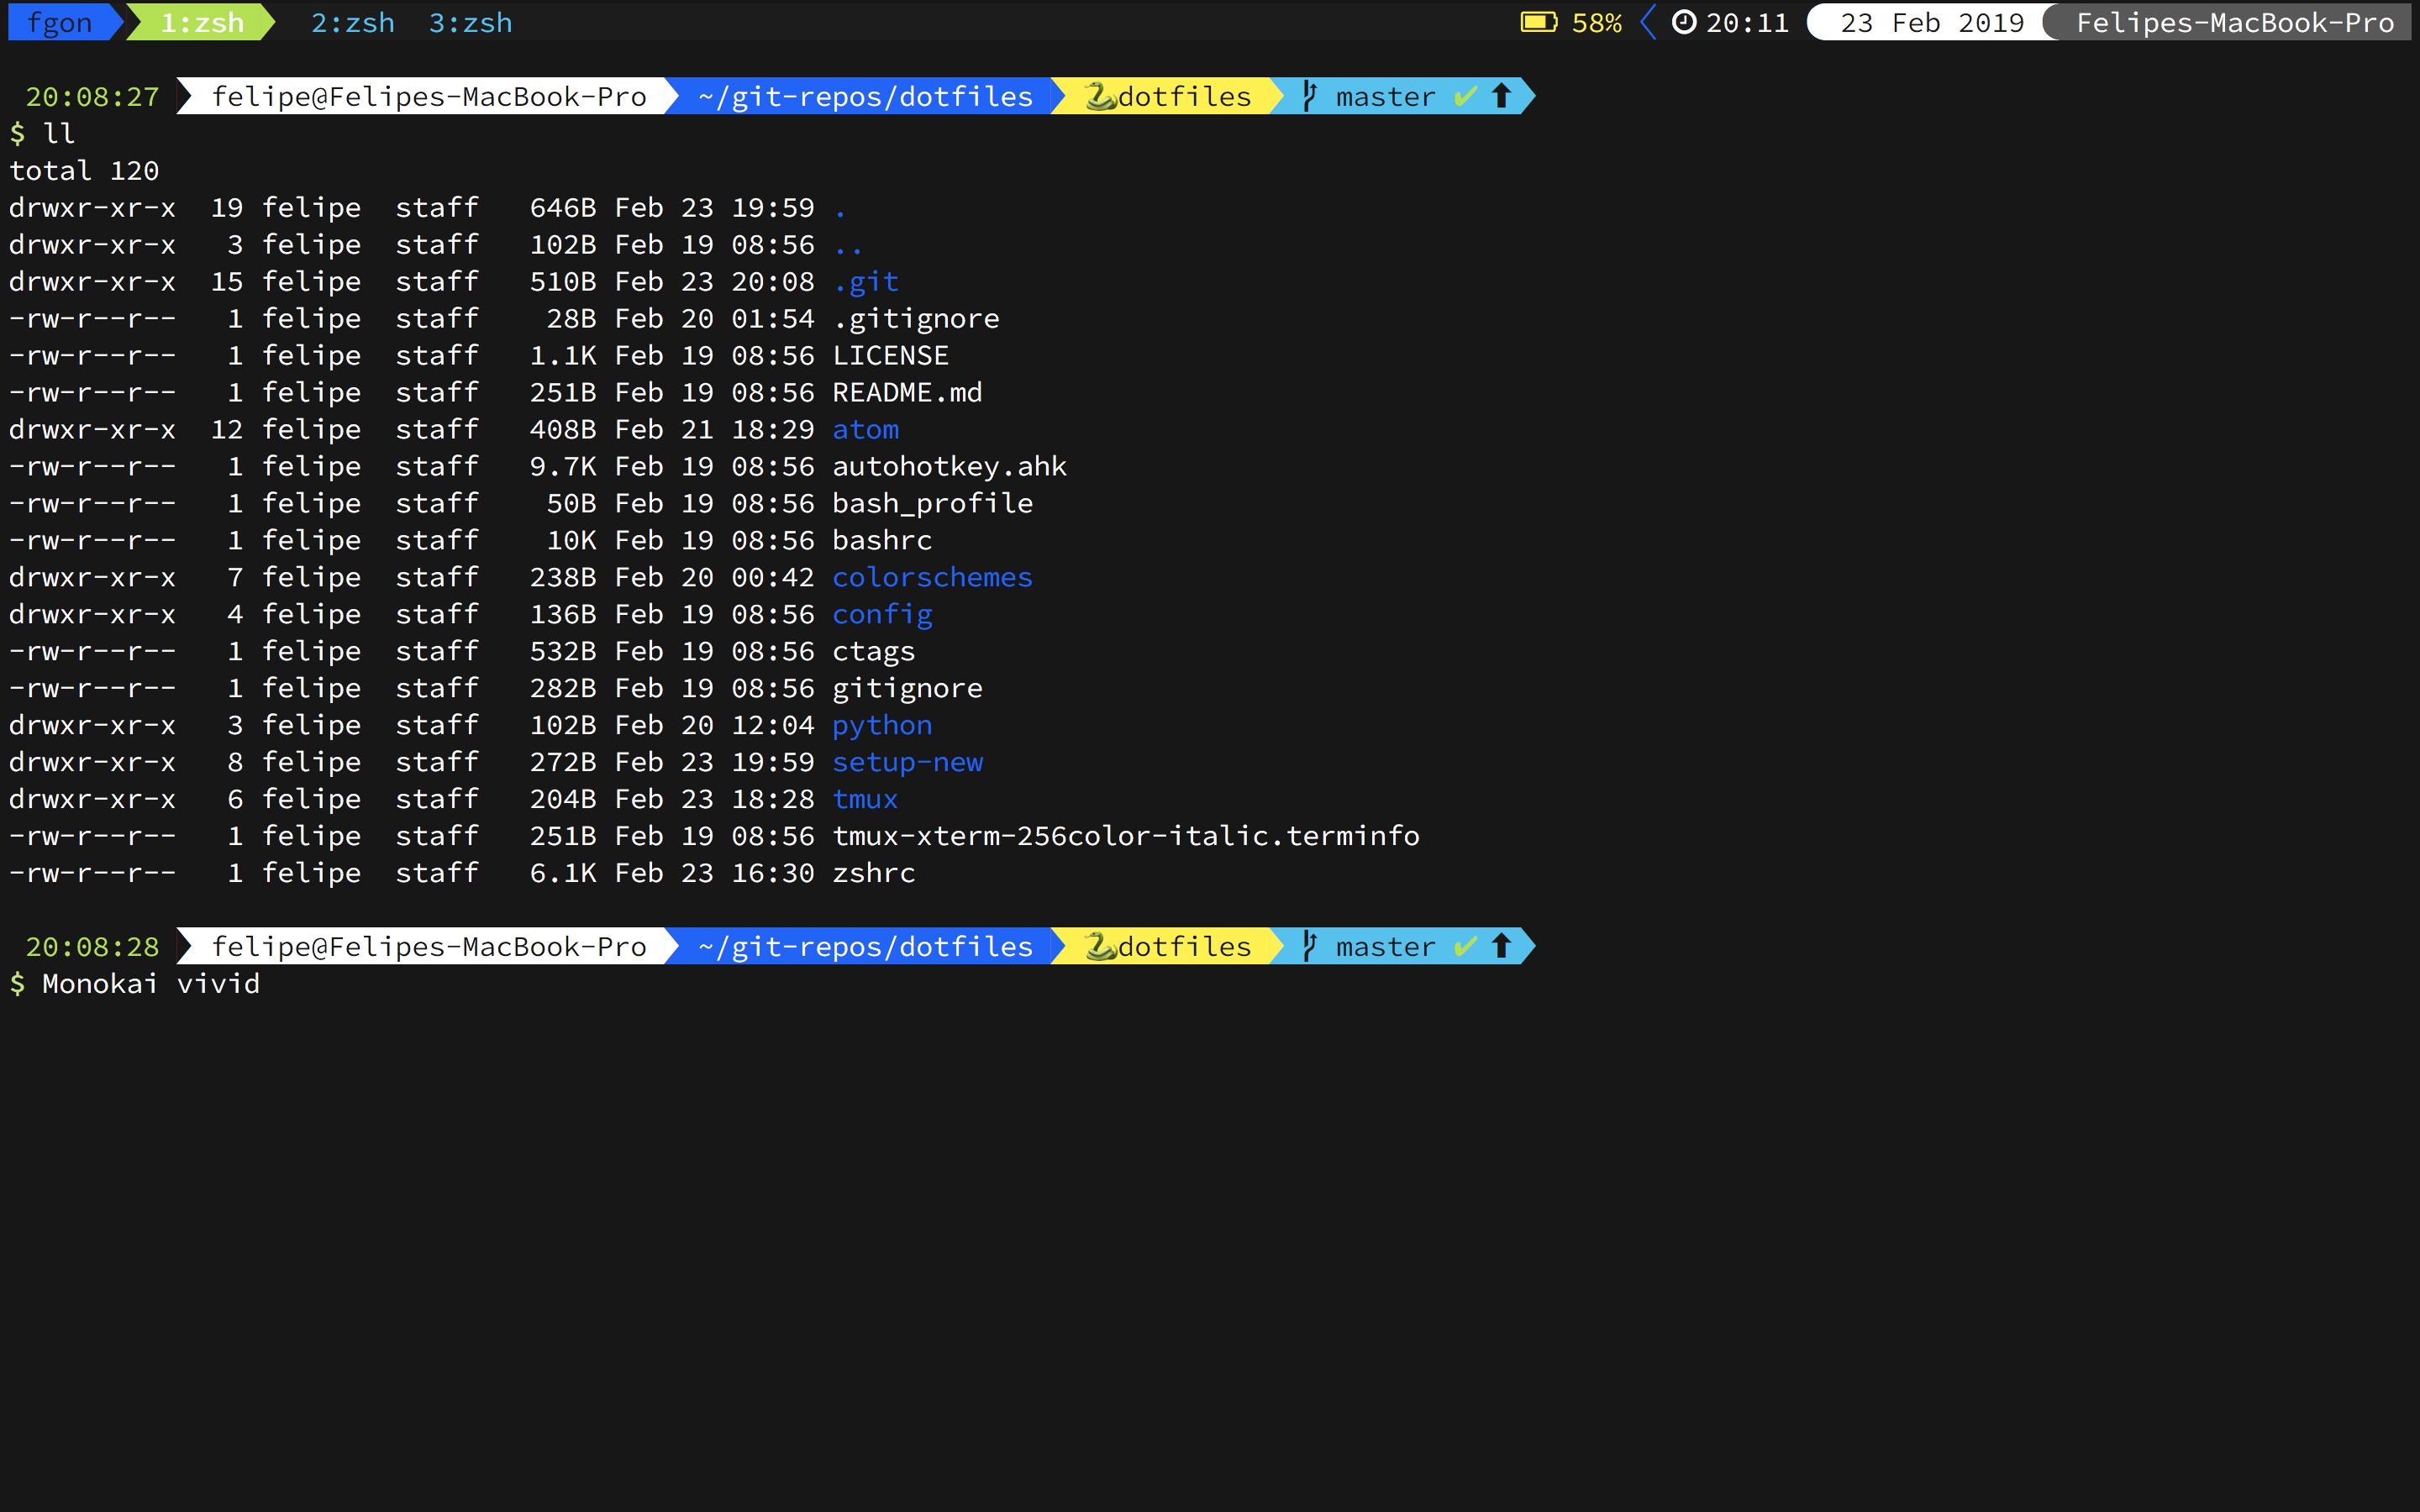 fgon 1:zsh 2:zsh 3:zsh 58% 20:11 23 Feb 2019 Felipes-MacBook-Pro
20:08:27 felipe@Felipes-MacBook-Pro ~/git-repos/dotfiles 🐍dotfiles master ✔ ⬆
$ ll
total 120
drwxr-xr-x  19 felipe  staff   646B Feb 23 19:59 .
drwxr-xr-x   3 felipe  staff   102B Feb 19 08:56 ..
drwxr-xr-x  15 felipe  staff   510B Feb 23 20:08 .git
-rw-r--r--   1 felipe  staff    28B Feb 20 01:54 .gitignore
-rw-r--r--   1 felipe  staff   1.1K Feb 19 08:56 LICENSE
-rw-r--r--   1 felipe  staff   251B Feb 19 08:56 README.md
drwxr-xr-x  12 felipe  staff   408B Feb 21 18:29 atom
-rw-r--r--   1 felipe  staff   9.7K Feb 19 08:56 autohotkey.ahk
-rw-r--r--   1 felipe  staff    50B Feb 19 08:56 bash_profile
-rw-r--r--   1 felipe  staff    10K Feb 19 08:56 bashrc
drwxr-xr-x   7 felipe  staff   238B Feb 20 00:42 colorschemes
drwxr-xr-x   4 felipe  staff   136B Feb 19 08:56 config
-rw-r--r--   1 felipe  staff   532B Feb 19 08:56 ctags
-rw-r--r--   1 felipe  staff   282B Feb 19 08:56 gitignore
drwxr-xr-x   3 felipe  staff   102B Feb 20 12:04 python
drwxr-xr-x   8 felipe  staff   272B Feb 23 19:59 setup-new
drwxr-xr-x   6 felipe  staff   204B Feb 23 18:28 tmux
-rw-r--r--   1 felipe  staff   251B Feb 19 08:56 tmux-xterm-256color-italic.terminfo
-rw-r--r--   1 felipe  staff   6.1K Feb 23 16:30 zshrc
20:08:28 felipe@Felipes-MacBook-Pro ~/git-repos/dotfiles 🐍dotfiles master ✔ ⬆
$ Monokai vivid